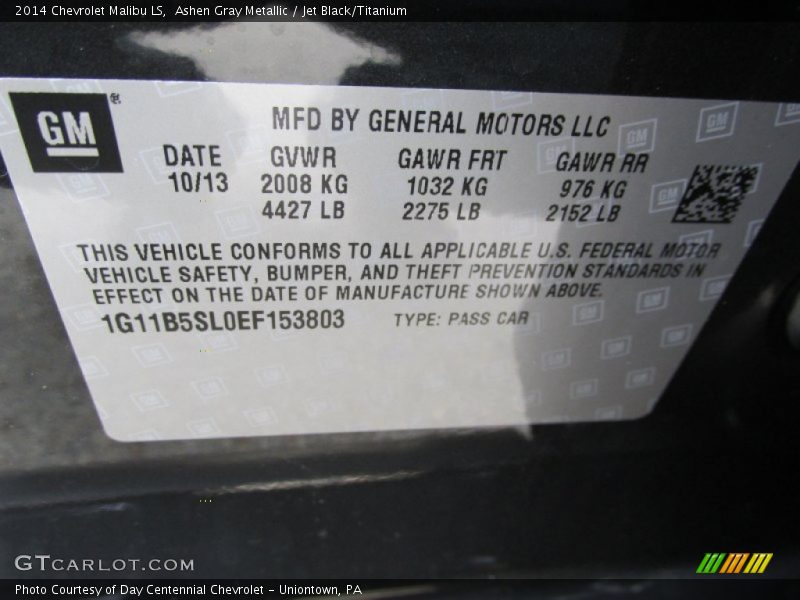 2014 Chevrolet Malibu LS,  Ashen Gray Metallic / Jet Black/Titanium
GM
MFD BY GENERAL MOTORS LLC
DATE GVWR GAWR FRT GAWR RR
10/13 2008 KG 1032 KG 976 KG
4427 LB 2275 LB 2152 LB
THIS VEHICLE CONFORMS TO ALL APPLICABLE U.S. FEDERAL MOTOR
VEHICLE SAFETY, BUMPER, AND THEFT PREVENTION STANDARDS IN
EFFECT ON THE DATE OF MANUFACTURE SHOWN ABOVE.
1G11B5SL0EF153803 TYPE: PASS CAR
GTcarlot.com
Photo Courtesy of Day Centennial Chevrolet – Uniontown, PA